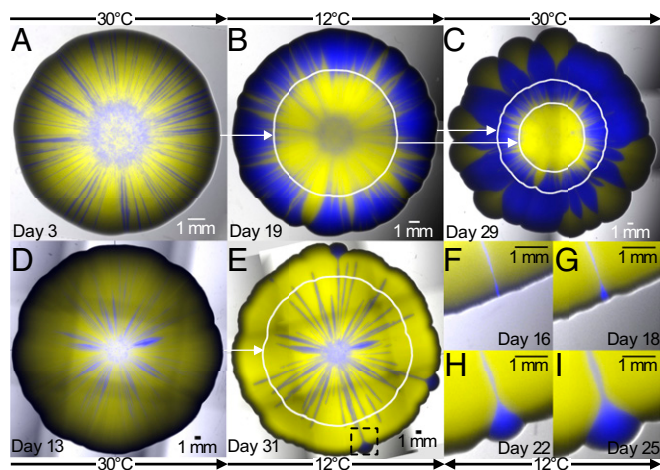 30°C 12°C 30°C
A B C
1 mm 1 mm 1 mm
Day 3 Day 19 Day 29
D E F G
1 mm 1 mm
Day 16 Day 18
H I
1 mm 1 mm
1 mm 1 mm
Day 13 Day 31 Day 22 Day 25
30°C 12°C 12°C